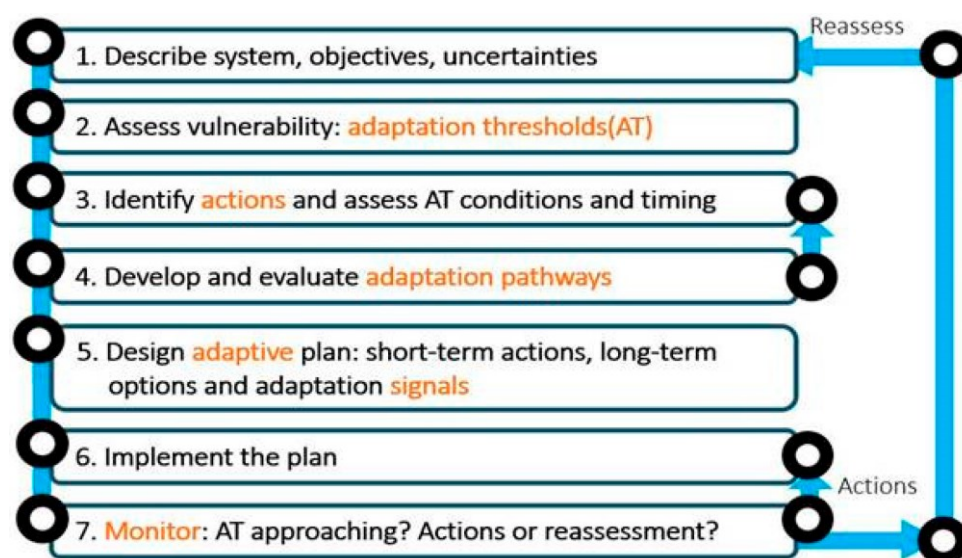 Reassess
1. Describe system, objectives, uncertainties
2. Assess vulnerability: adaptation thresholds(AT)
3. Identify actions and assess AT conditions and timing
4. Develop and evaluate adaptation pathways
5. Design adaptive plan: short-term actions, long-term
options and adaptation signals
6. Implement the plan
Actions
7. Monitor: AT approaching? Actions or reassessment?